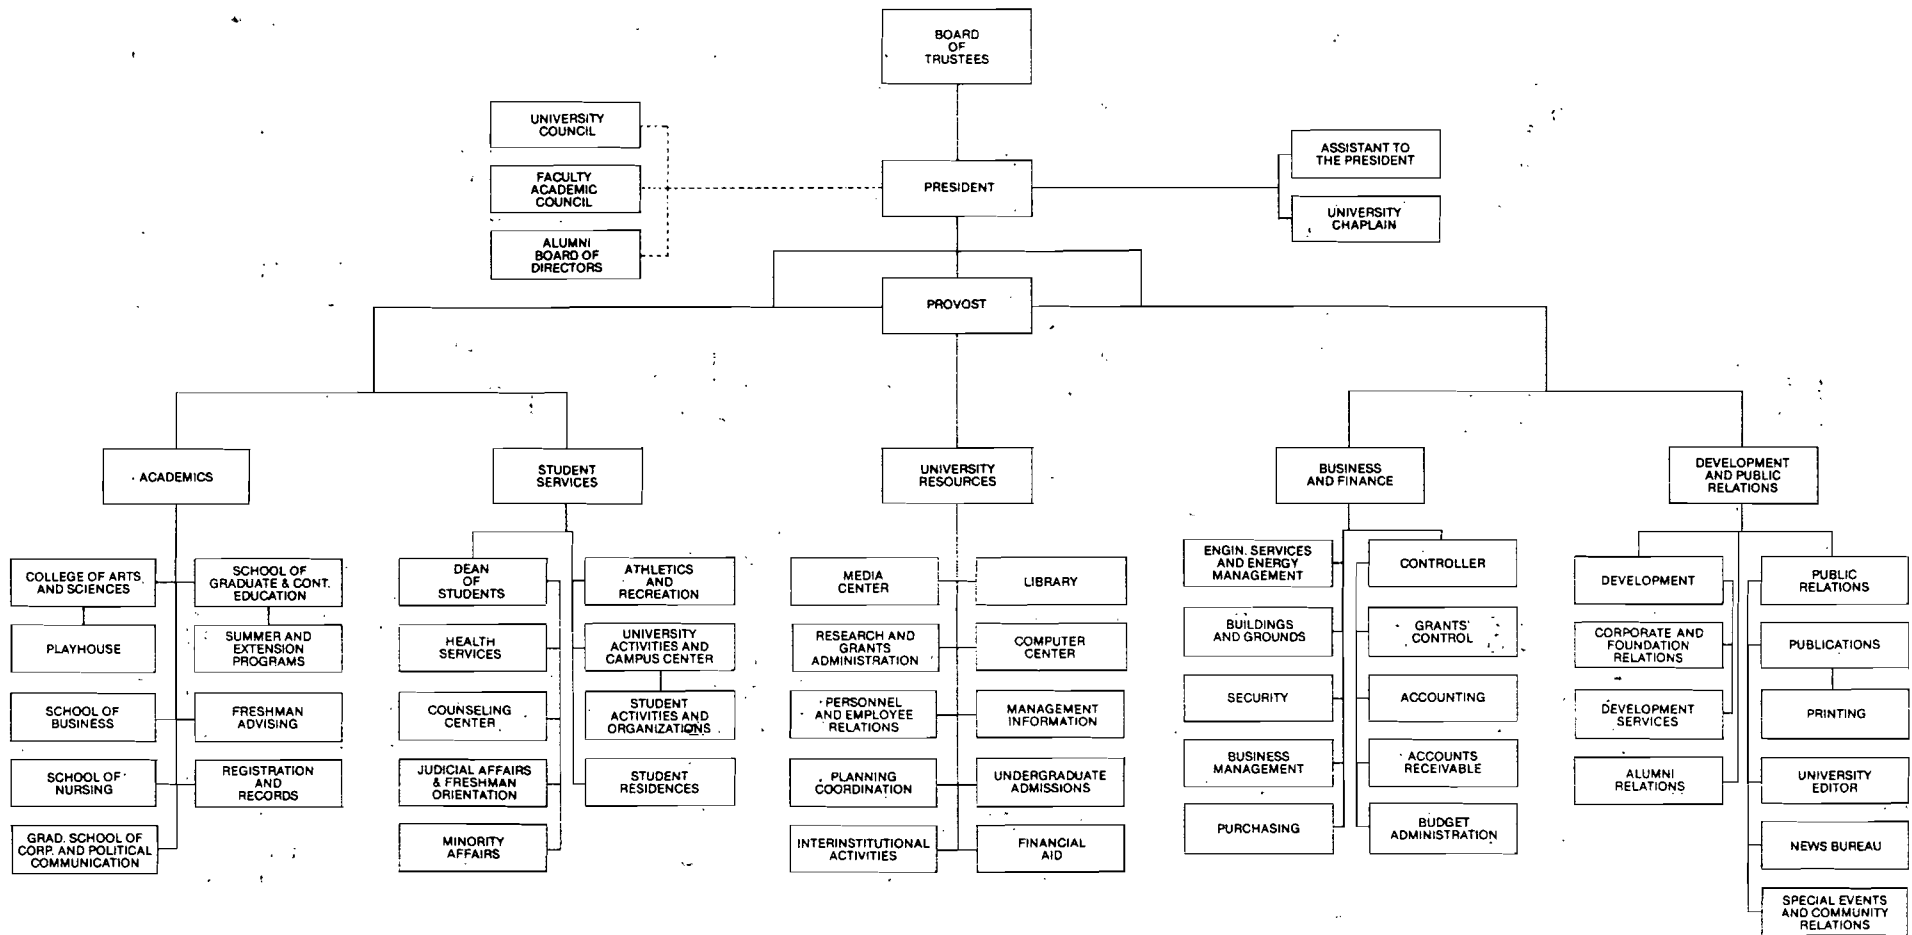 BOARD
OF
TRUSTEES
UNIVERSITY
COUNCIL
FACULTY
ACADEMIC
COUNCIL
ALUMNI
BOARD OF
DIRECTORS
PRESIDENT
ASSISTANT TO
THE PRESIDENT
UNIVERSITY
CHAPLAIN
PROVOST
ACADEMICS
STUDENT
SERVICES
UNIVERSITY
RESOURCES
BUSINESS
AND FINANCE
DEVELOPMENT
AND PUBLIC
RELATIONS
COLLEGE OF ARTS
AND SCIENCES
SCHOOL OF
GRADUATE & CONT.
EDUCATION
PLAYHOUSE
SUMMER AND
EXTENSION
PROGRAMS
SCHOOL OF
BUSINESS
FRESHMAN
ADVISING
SCHOOL OF
NURSING
REGISTRATION
AND
RECORDS
GRAD. SCHOOL OF
CORP. AND POLITICAL
COMMUNICATION
DEAN
OF
STUDENTS
ATHLETICS
AND
RECREATION
HEALTH
SERVICES
UNIVERSITY
ACTIVITIES AND
CAMPUS CENTER
COUNSELING
CENTER
STUDENT
ACTIVITIES AND
ORGANIZATIONS
JUDICIAL AFFAIRS
& FRESHMAN
ORIENTATION
STUDENT
RESIDENCES
MINORITY
AFFAIRS
MEDIA
CENTER
LIBRARY
RESEARCH AND
GRANTS
ADMINISTRATION
COMPUTER
CENTER
PERSONNEL
AND EMPLOYEE
RELATIONS
MANAGEMENT
INFORMATION
PLANNING
COORDINATION
UNDERGRADUATE
ADMISSIONS
INTERINSTITUTIONAL
ACTIVITIES
FINANCIAL
AID
ENGIN. SERVICES
AND ENERGY
MANAGEMENT
CONTROLLER
BUILDINGS
AND GROUNDS
GRANTS'
CONTROL
SECURITY
ACCOUNTING
BUSINESS
MANAGEMENT
ACCOUNTS
RECEIVABLE
PURCHASING
BUDGET
ADMINISTRATION
DEVELOPMENT
PUBLIC
RELATIONS
CORPORATE AND
FOUNDATION
RELATIONS
PUBLICATIONS
DEVELOPMENT
SERVICES
PRINTING
ALUMNI
RELATIONS
UNIVERSITY
EDITOR
NEWS BUREAU
SPECIAL EVENTS
AND COMMUNITY
RELATIONS